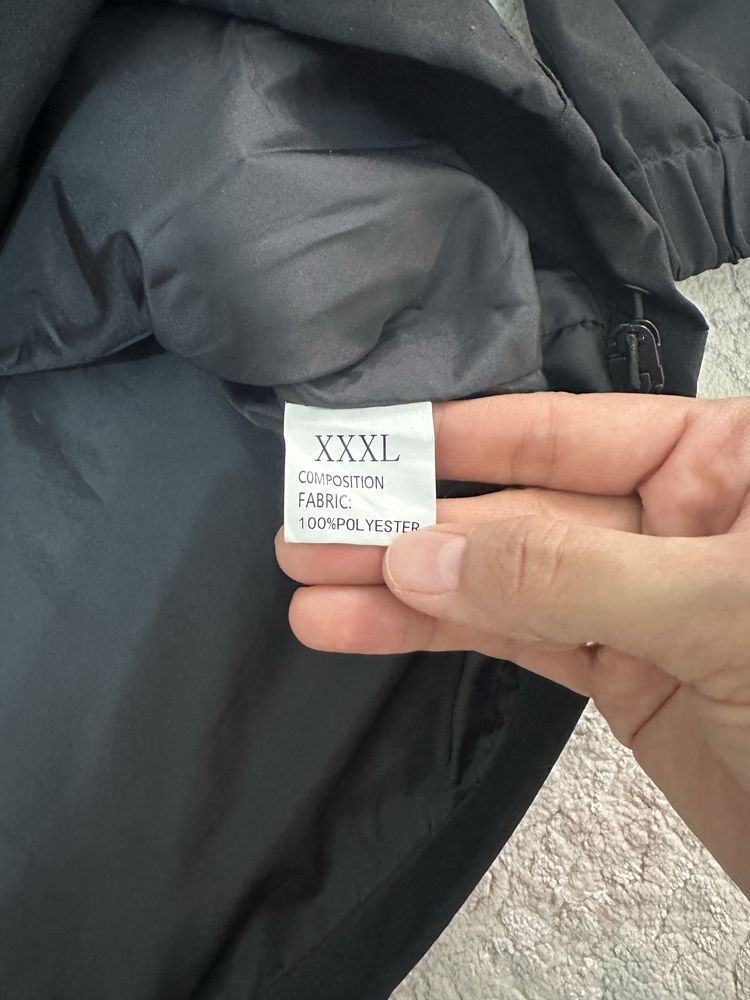 XXXL
COMPOSITION
FABRIC:
100%POLYESTER